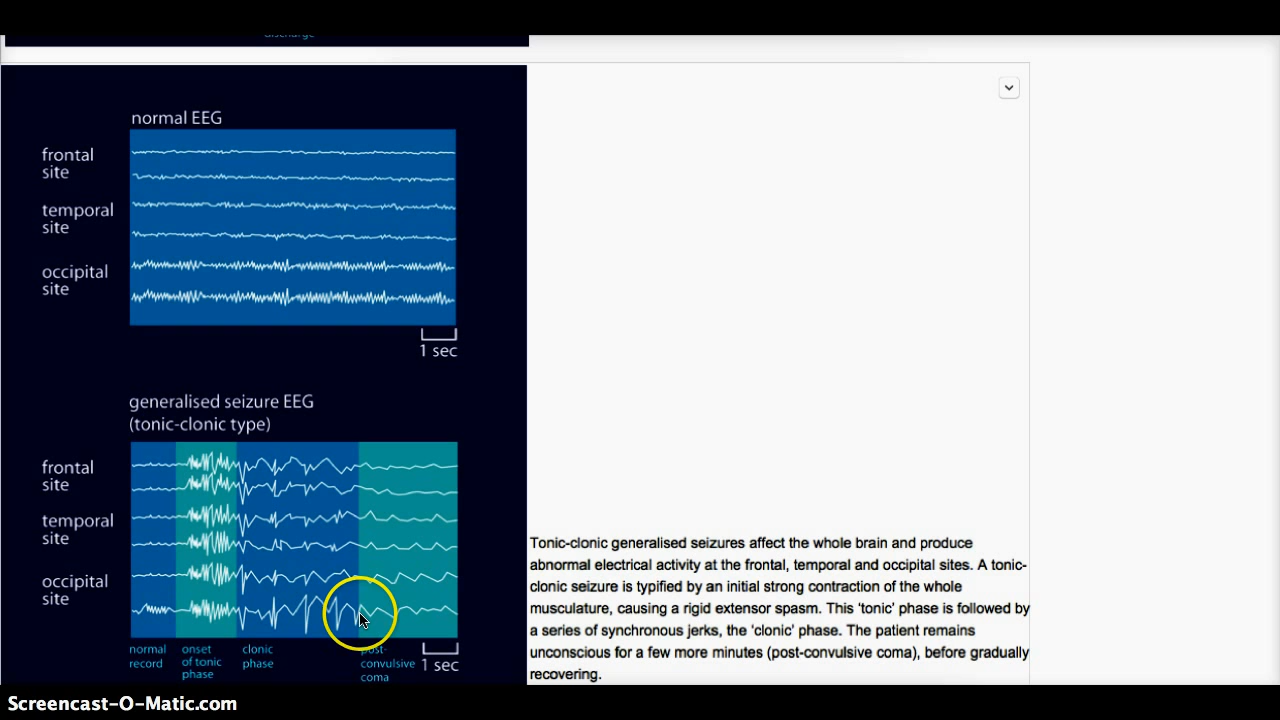 discharge
normal EEG
frontal
site
temporal
site
occipital
site
1 sec
generalised seizure EEG
(tonic-clonic type)
frontal
site
temporal
site
occipital
site
normal
record
onset
of tonic
phase
clonic
phase
post-
convulsive
coma
1 sec
Tonic-clonic generalised seizures affect the whole brain and produce
abnormal electrical activity at the frontal, temporal and occipital sites. A tonic-
clonic seizure is typified by an initial strong contraction of the whole
musculature, causing a rigid extensor spasm. This ‘tonic’ phase is followed by
a series of synchronous jerks, the ‘clonic’ phase. The patient remains
unconscious for a few more minutes (post-convulsive coma), before gradually
recovering.
Screencast-O-Matic.com